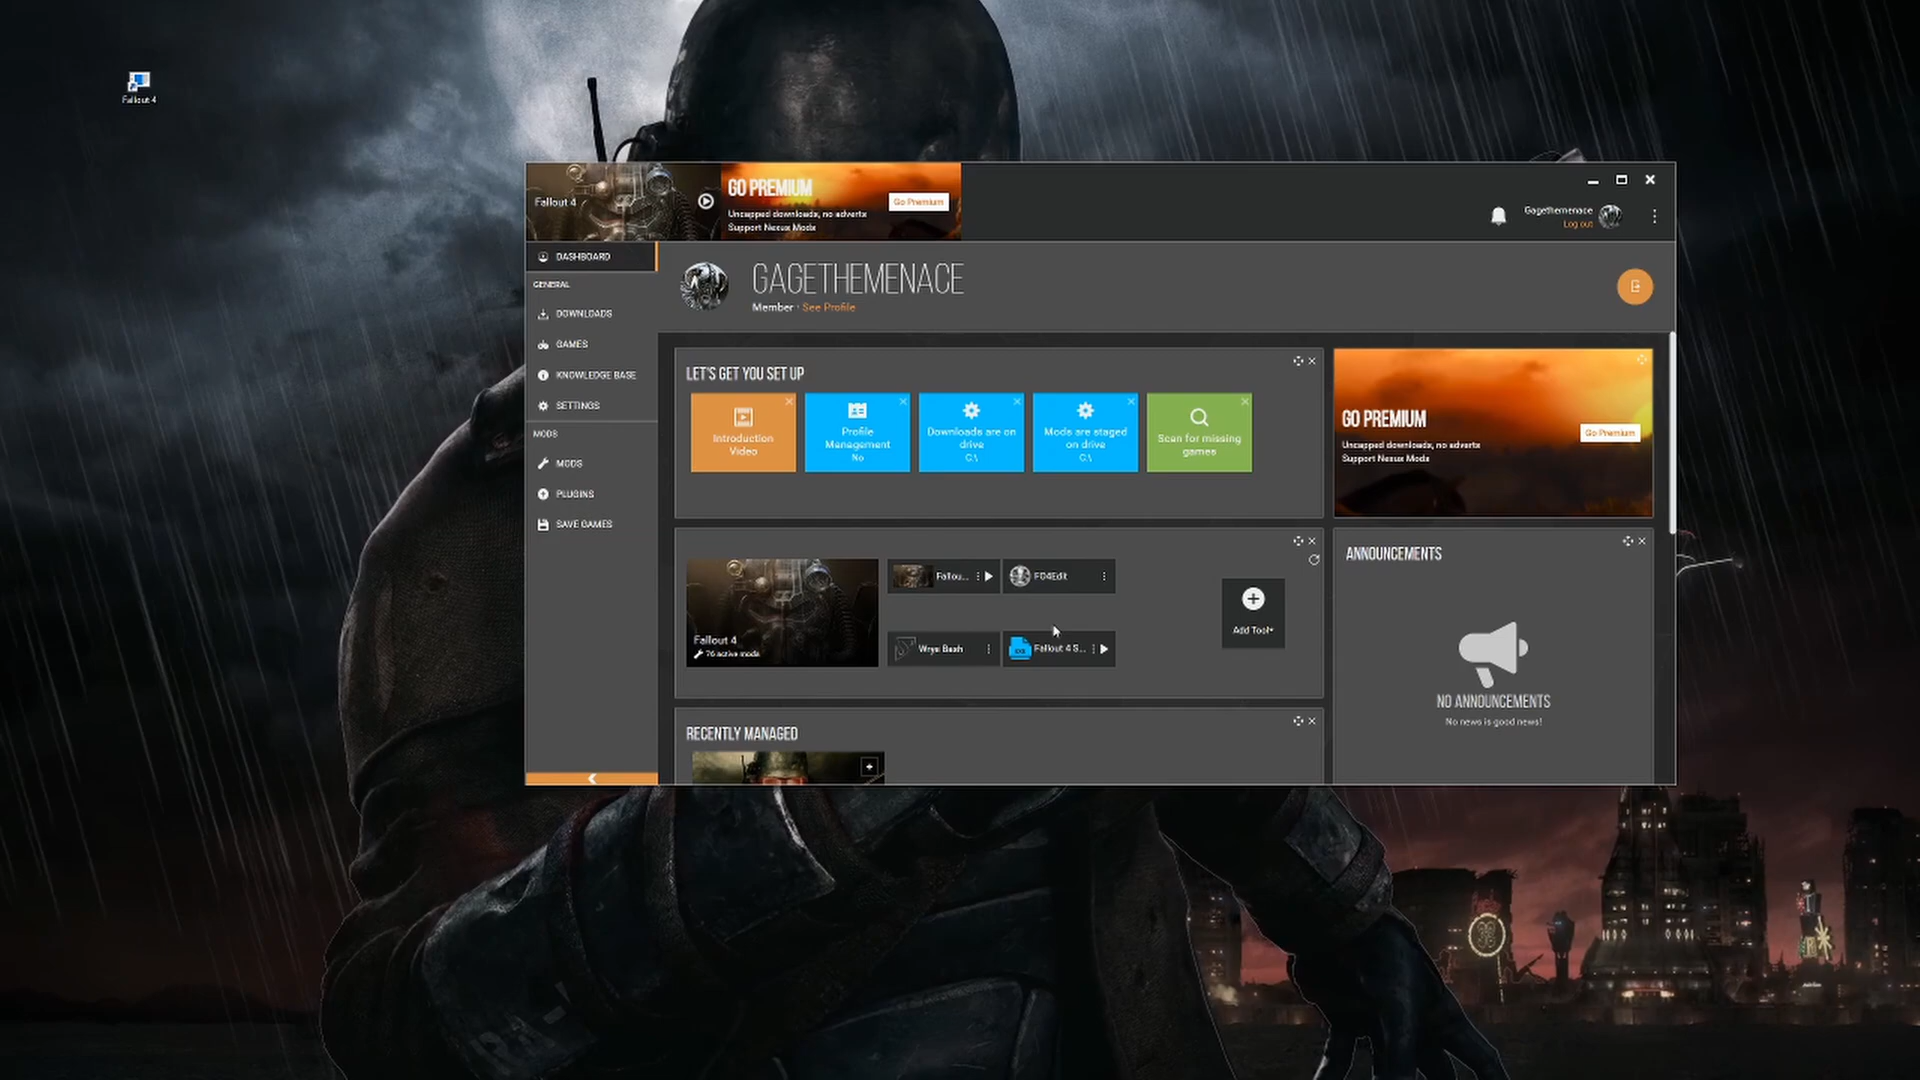 Fallout 4
Fallout 4
GO PREMIUM
Uncapped downloads, no adverts
Support Nexus Mods
Go Premium
Gagethemenace
Log out
DASHBOARD
GENERAL
DOWNLOADS
GAMES
KNOWLEDGE BASE
SETTINGS
MODS
MODS
PLUGINS
SAVE GAMES
GAGETHEMENACE
Member · See Profile
LET'S GET YOU SET UP
Introduction
Video
Profile
Management
No
Downloads are on
drive
C:\
Mods are staged
on drive
C:\
Scan for missing
games
GO PREMIUM
Uncapped downloads, no adverts
Support Nexus Mods
Go Premium
Fallout 4
76 active mods
Fallou...
FO4Edit
Wrye Bash
Fallout 4 S...
Add Tool
ANNOUNCEMENTS
NO ANNOUNCEMENTS
No news is good news!
RECENTLY MANAGED